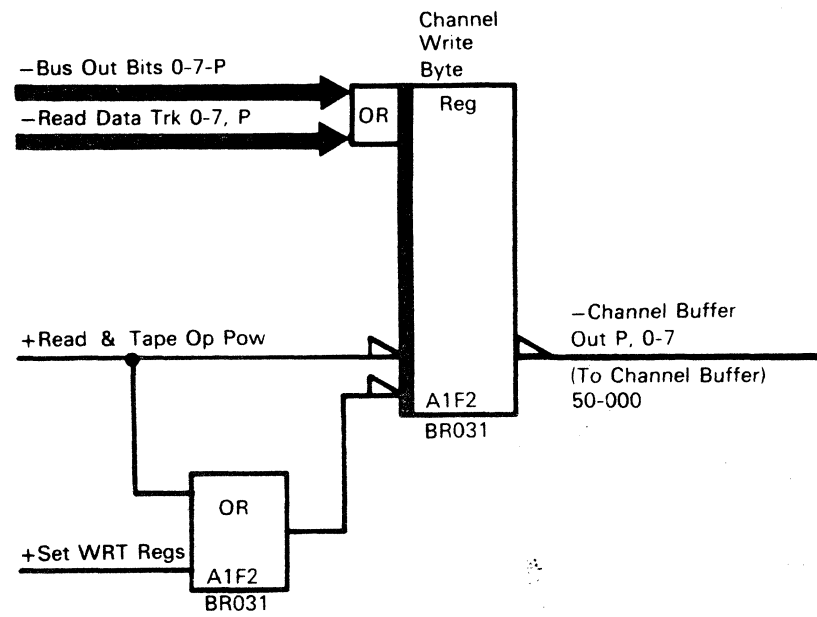 Channel
Write
Byte
−Bus Out Bits 0-7-P
Reg
−Read Data Trk 0-7, P
OR
−Channel Buffer
+Read & Tape Op Pow
Out P, 0-7
(To Channel Buffer)
A1F2
50-000
BR031
OR
+Set WRT Regs
A1F2
BR031